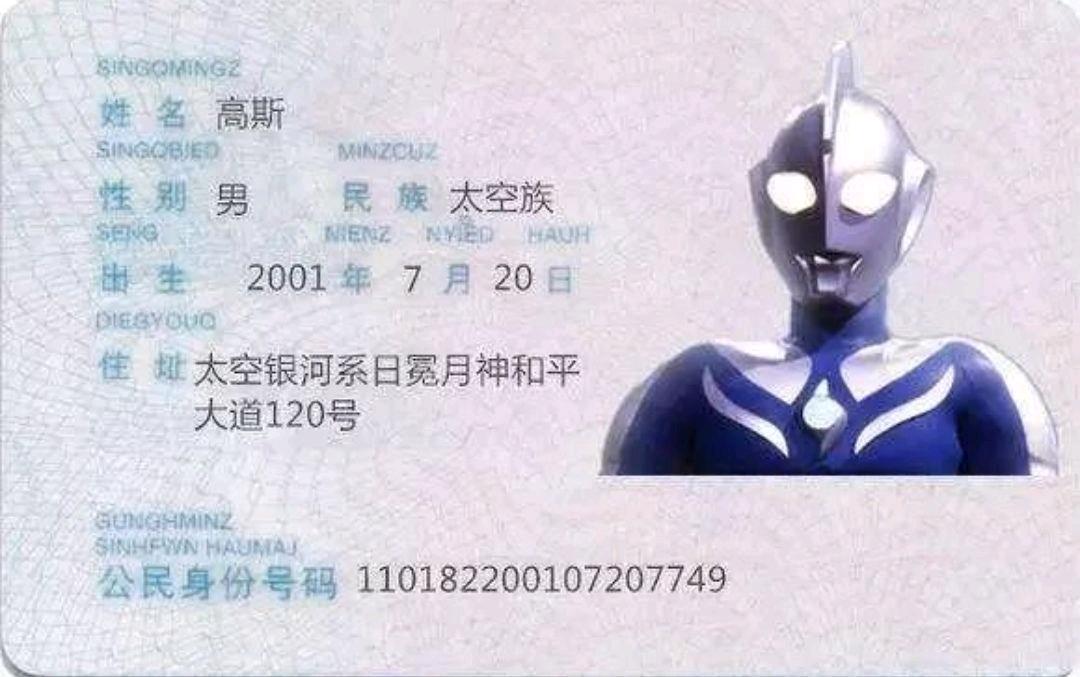 SINGQMINGZ
姓 名 高斯
SINGQBIED MINZCUZ
性 别 男 民 族 太空族
SENG NIENZ NYIED HAUH
出 生 2001 年 7 月 20 日
DIEGYOUQ
住 址 太空银河系日冕月神和平
大道120号
GUNGHMINZ
SINHFWN HAUMAJ
公民身份号码 110182200107207749